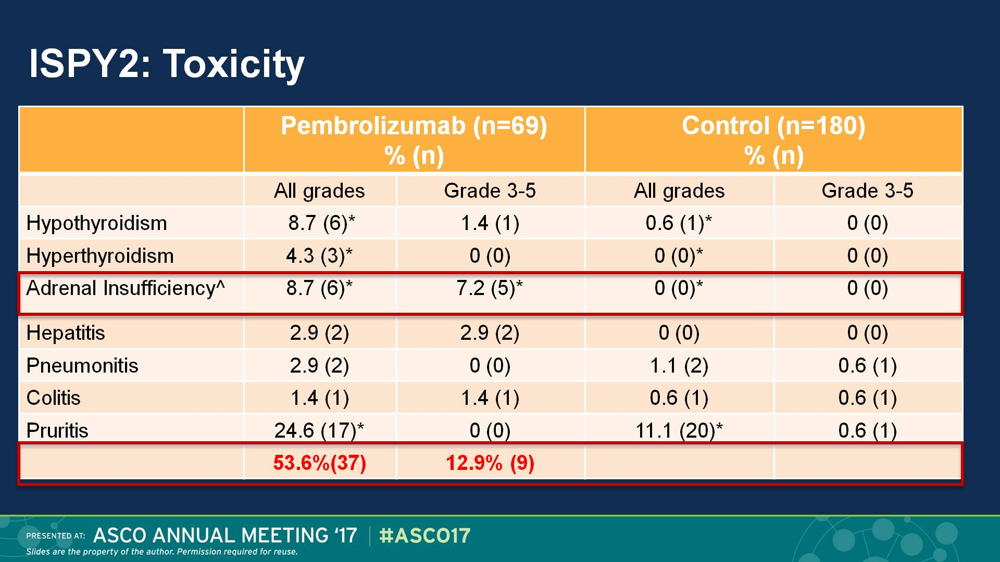 ISPY2: Toxicity
Pembrolizumab (n=69) Control (n=180)
% (n) % (n)
All grades Grade 3-5 All grades Grade 3-5
Hypothyroidism 8.7 (6)* 1.4 (1) 0.6 (1)* 0 (0)
Hyperthyroidism 4.3 (3)* 0 (0) 0 (0)* 0 (0)
Adrenal Insufficiency^ 8.7 (6)* 7.2 (5)* 0 (0)* 0 (0)
Hepatitis 2.9 (2) 2.9 (2) 0 (0) 0 (0)
Pneumonitis 2.9 (2) 0 (0) 1.1 (2) 0.6 (1)
Colitis 1.4 (1) 1.4 (1) 0.6 (1) 0.6 (1)
Pruritis 24.6 (17)* 0 (0) 11.1 (20)* 0.6 (1)
53.6%(37) 12.9% (9)
PRESENTED AT: ASCO ANNUAL MEETING ‘17 #ASCO17
Slides are the property of the author. Permission required for reuse.